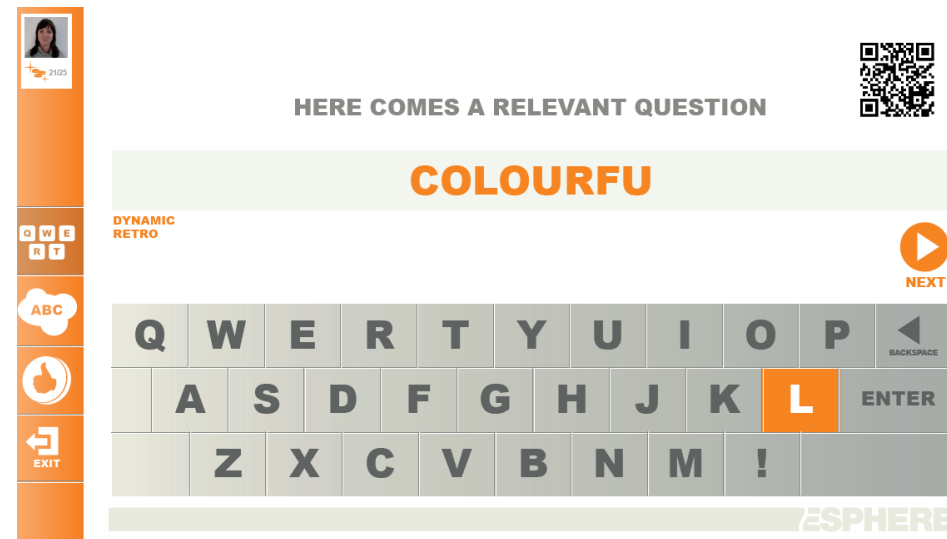 21/25
HERE COMES A RELEVANT QUESTION
COLOURFU
DYNAMIC
RETRO
NEXT
Q W E
R T
ABC
EXIT
Q W E R T Y U I O P BACKSPACE
A S D F G H J K L ENTER
Z X C V B N M !
ESPHERE